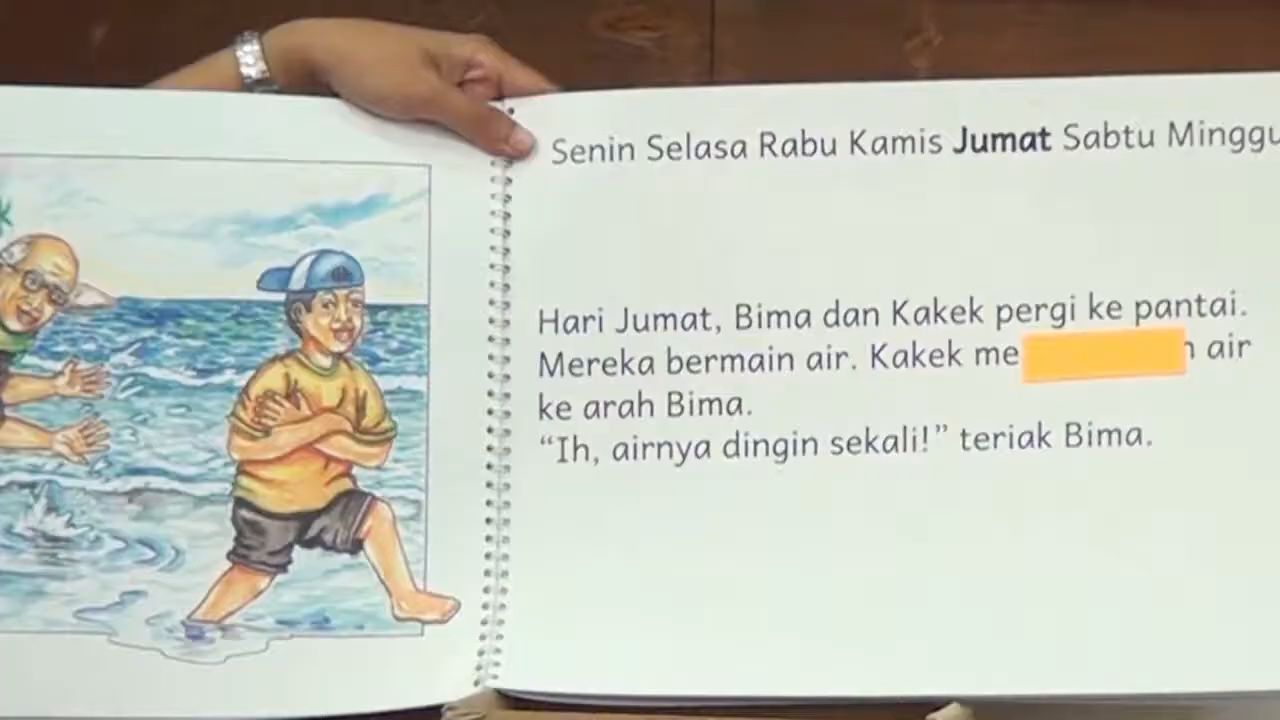 Senin Selasa Rabu Kamis Jumat Sabtu Minggu
Hari Jumat, Bima dan Kakek pergi ke pantai.
Mereka bermain air. Kakek me air
ke arah Bima.
“Ih, airnya dingin sekali!” teriak Bima.